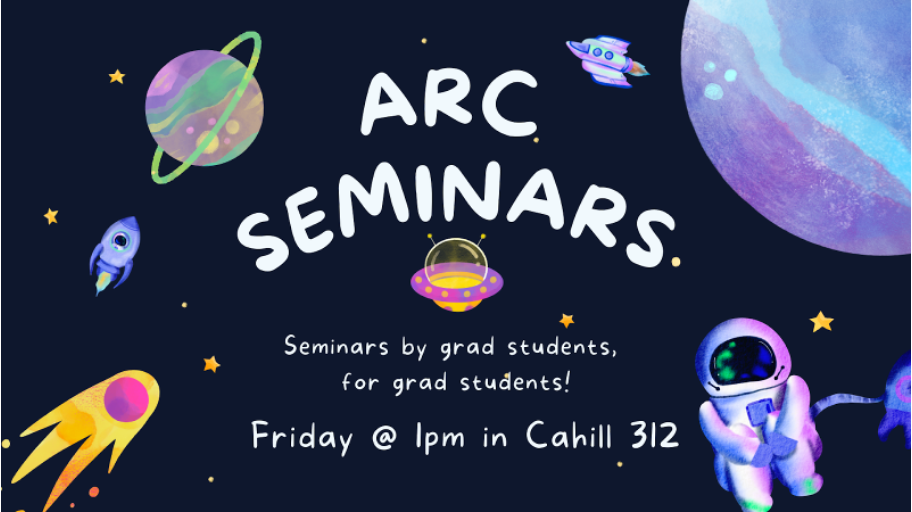 ARC
SEMINARS
Seminars by grad students,
for grad students!
Friday @ 1pm in Cahill 312